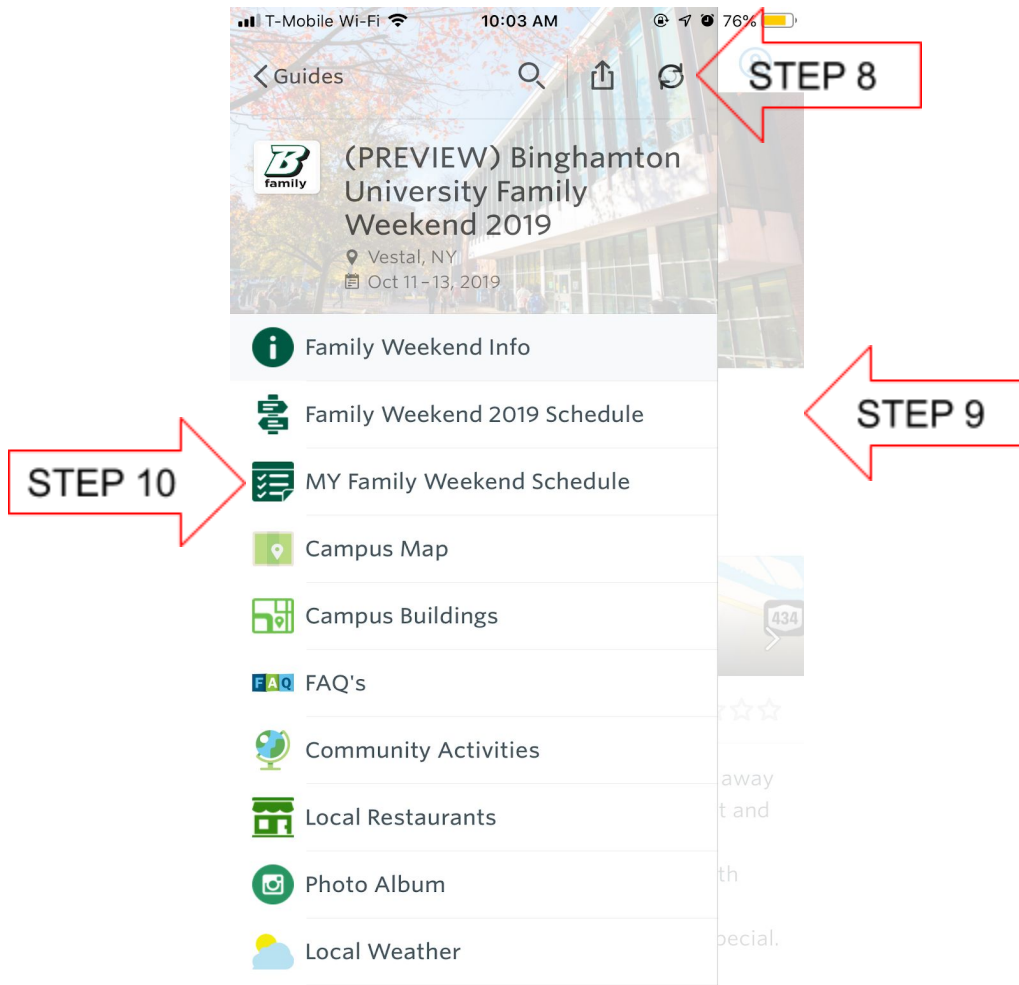 T-Mobile Wi-Fi 10:03 AM 76%
Guides
STEP 8
B
family
(PREVIEW) Binghamton
University Family
Weekend 2019
Vestal, NY
Oct 11–13, 2019
Family Weekend Info
Family Weekend 2019 Schedule
STEP 9
MY Family Weekend Schedule
STEP 10
Campus Map
Campus Buildings
434
FAQ FAQ's
Community Activities
away
t and
Local Restaurants
th
Photo Album
pecial.
Local Weather